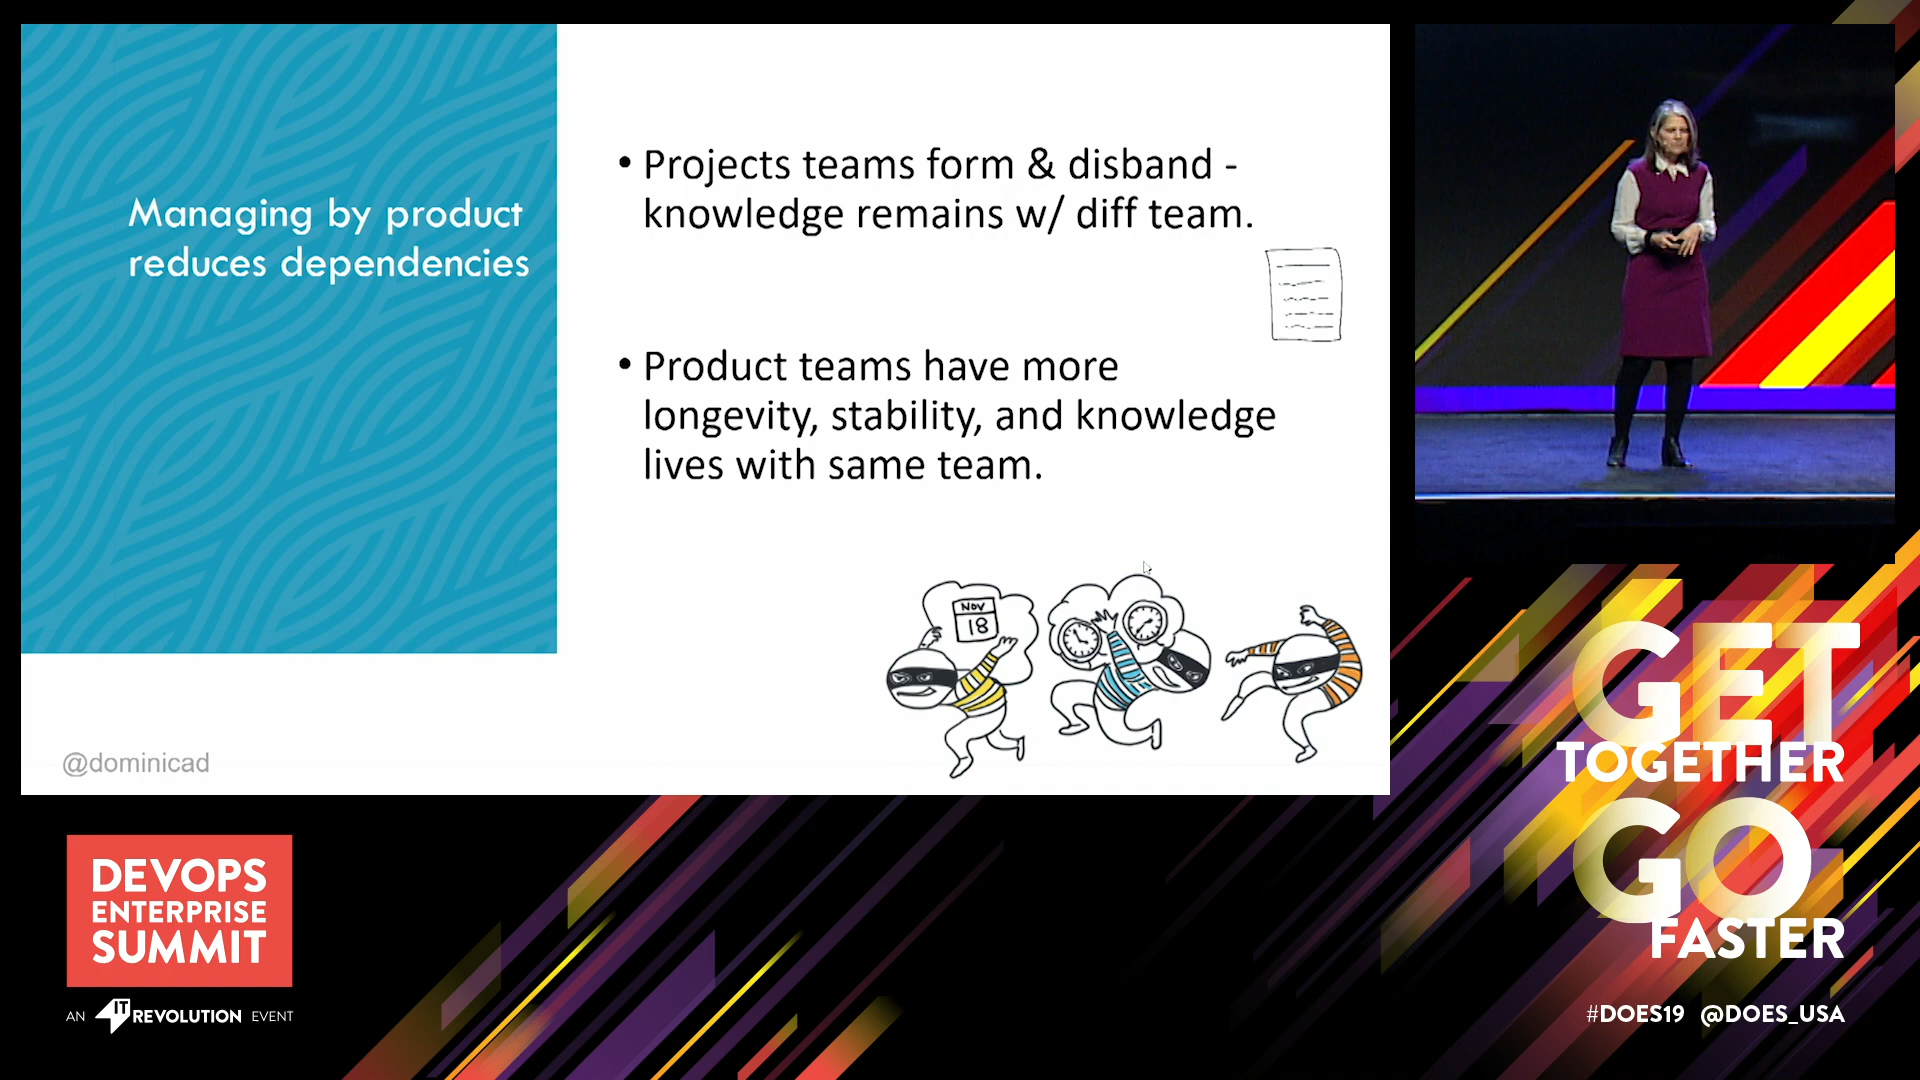 Managing by product
reduces dependencies
• Projects teams form & disband -
knowledge remains w/ diff team.
• Product teams have more
longevity, stability, and knowledge
lives with same team.
NOV
18
@dominicad
DEVOPS
ENTERPRISE
SUMMIT
AN IT REVOLUTION EVENT
GET
TOGETHER
GO
FASTER
#DOES19 @DOES_USA